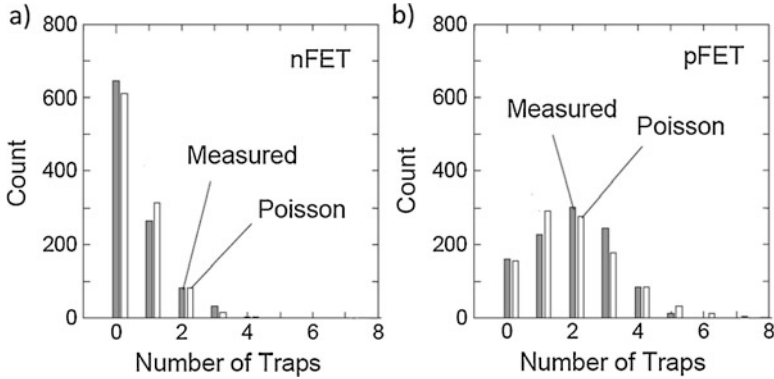 a)
nFET
800
600
400
200
0
Count
Measured
Poisson
0 2 4 6 8
Number of Traps
b)
pFET
800
600
400
200
0
Count
Measured
Poisson
0 2 4 6 8
Number of Traps